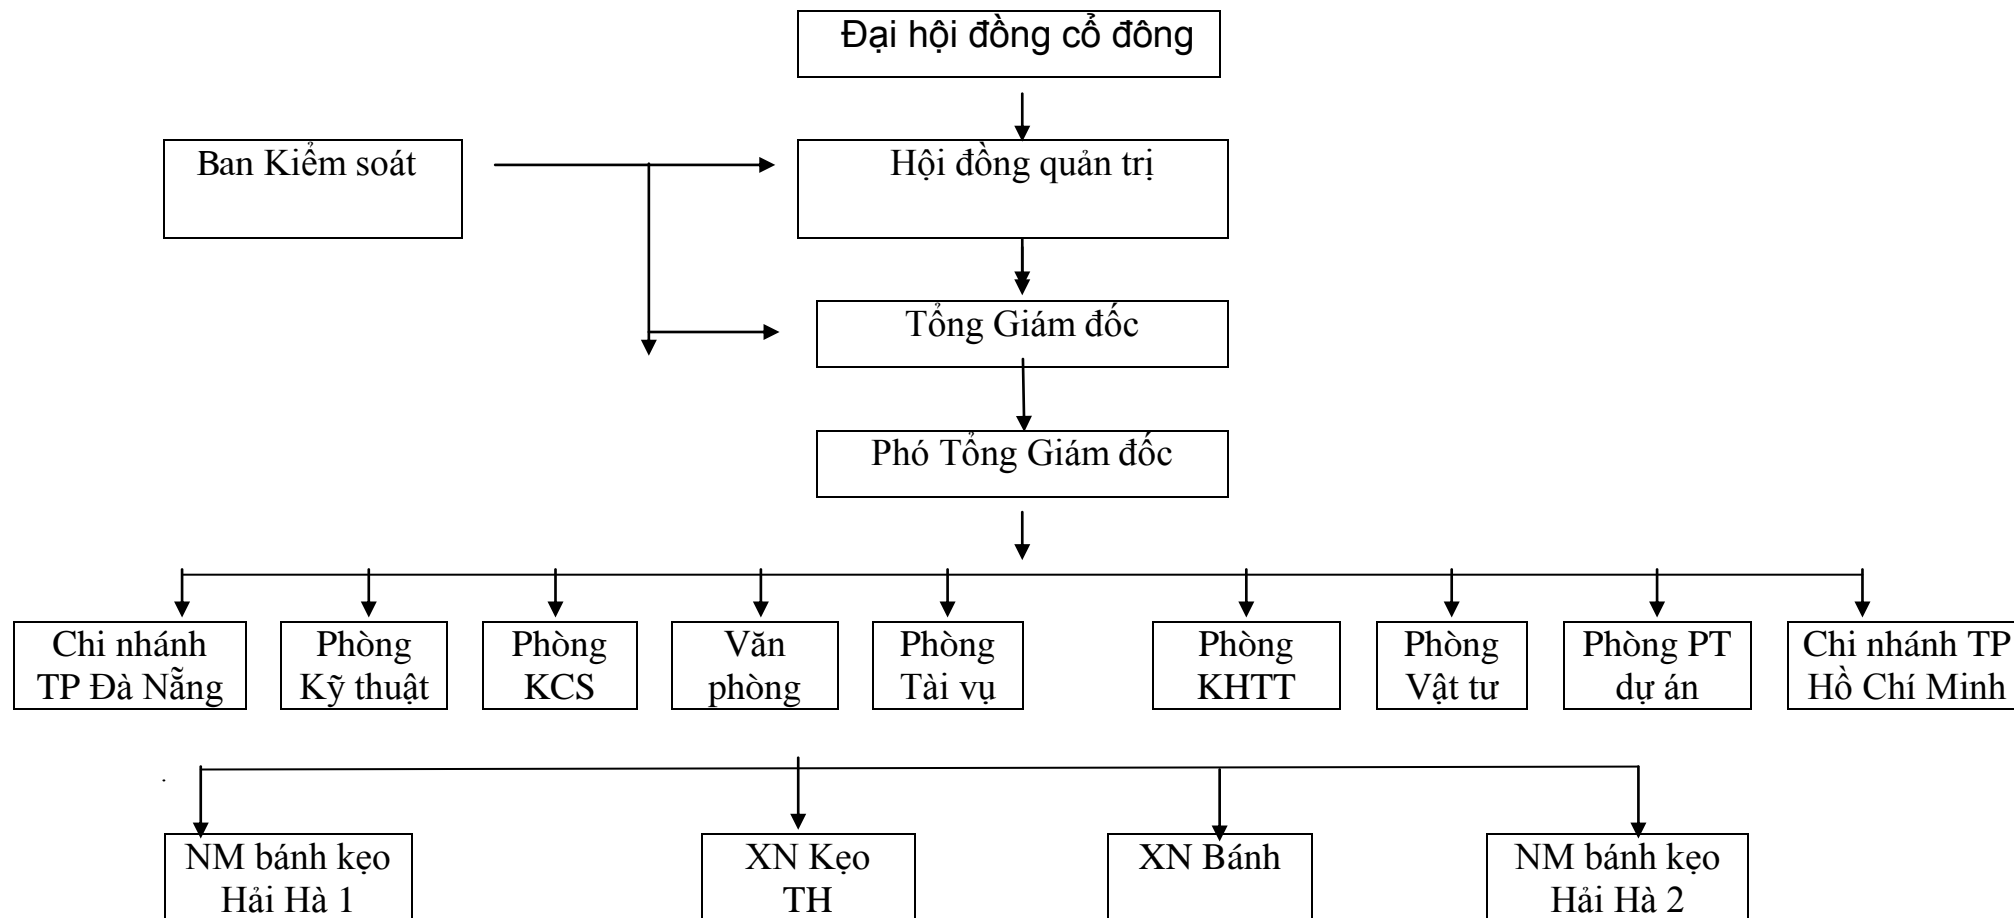 Đại hội đồng cổ đông
Ban Kiểm soát
Hội đồng quản trị
Tổng Giám đốc
Phó Tổng Giám đốc
Chi nhánh
TP Đà Nẵng
Phòng
Kỹ thuật
Phòng
KCS
Văn
phòng
Phòng
Tài vụ
Phòng
KHTT
Phòng
Vật tư
Phòng PT
dự án
Chi nhánh TP
Hồ Chí Minh
NM bánh kẹo
Hải Hà 1
XN Kẹo
TH
XN Bánh
NM bánh kẹo
Hải Hà 2